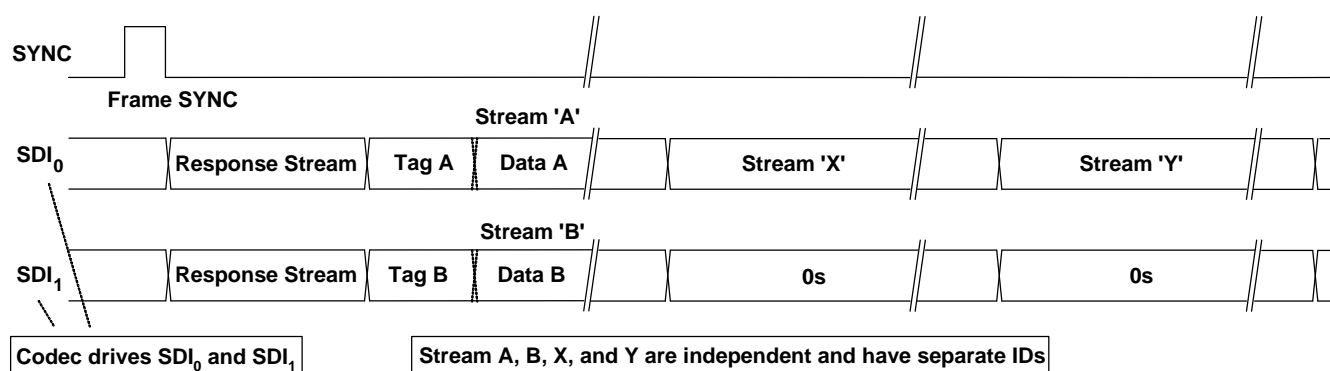 SYNC
Frame SYNC
Stream 'A'
SDI0 Response Stream Tag A Data A Stream 'X' Stream 'Y'
Stream 'B'
SDI1 Response Stream Tag B Data B 0s 0s
Codec drives SDI0 and SDI1 Stream A, B, X, and Y are independent and have separate IDs